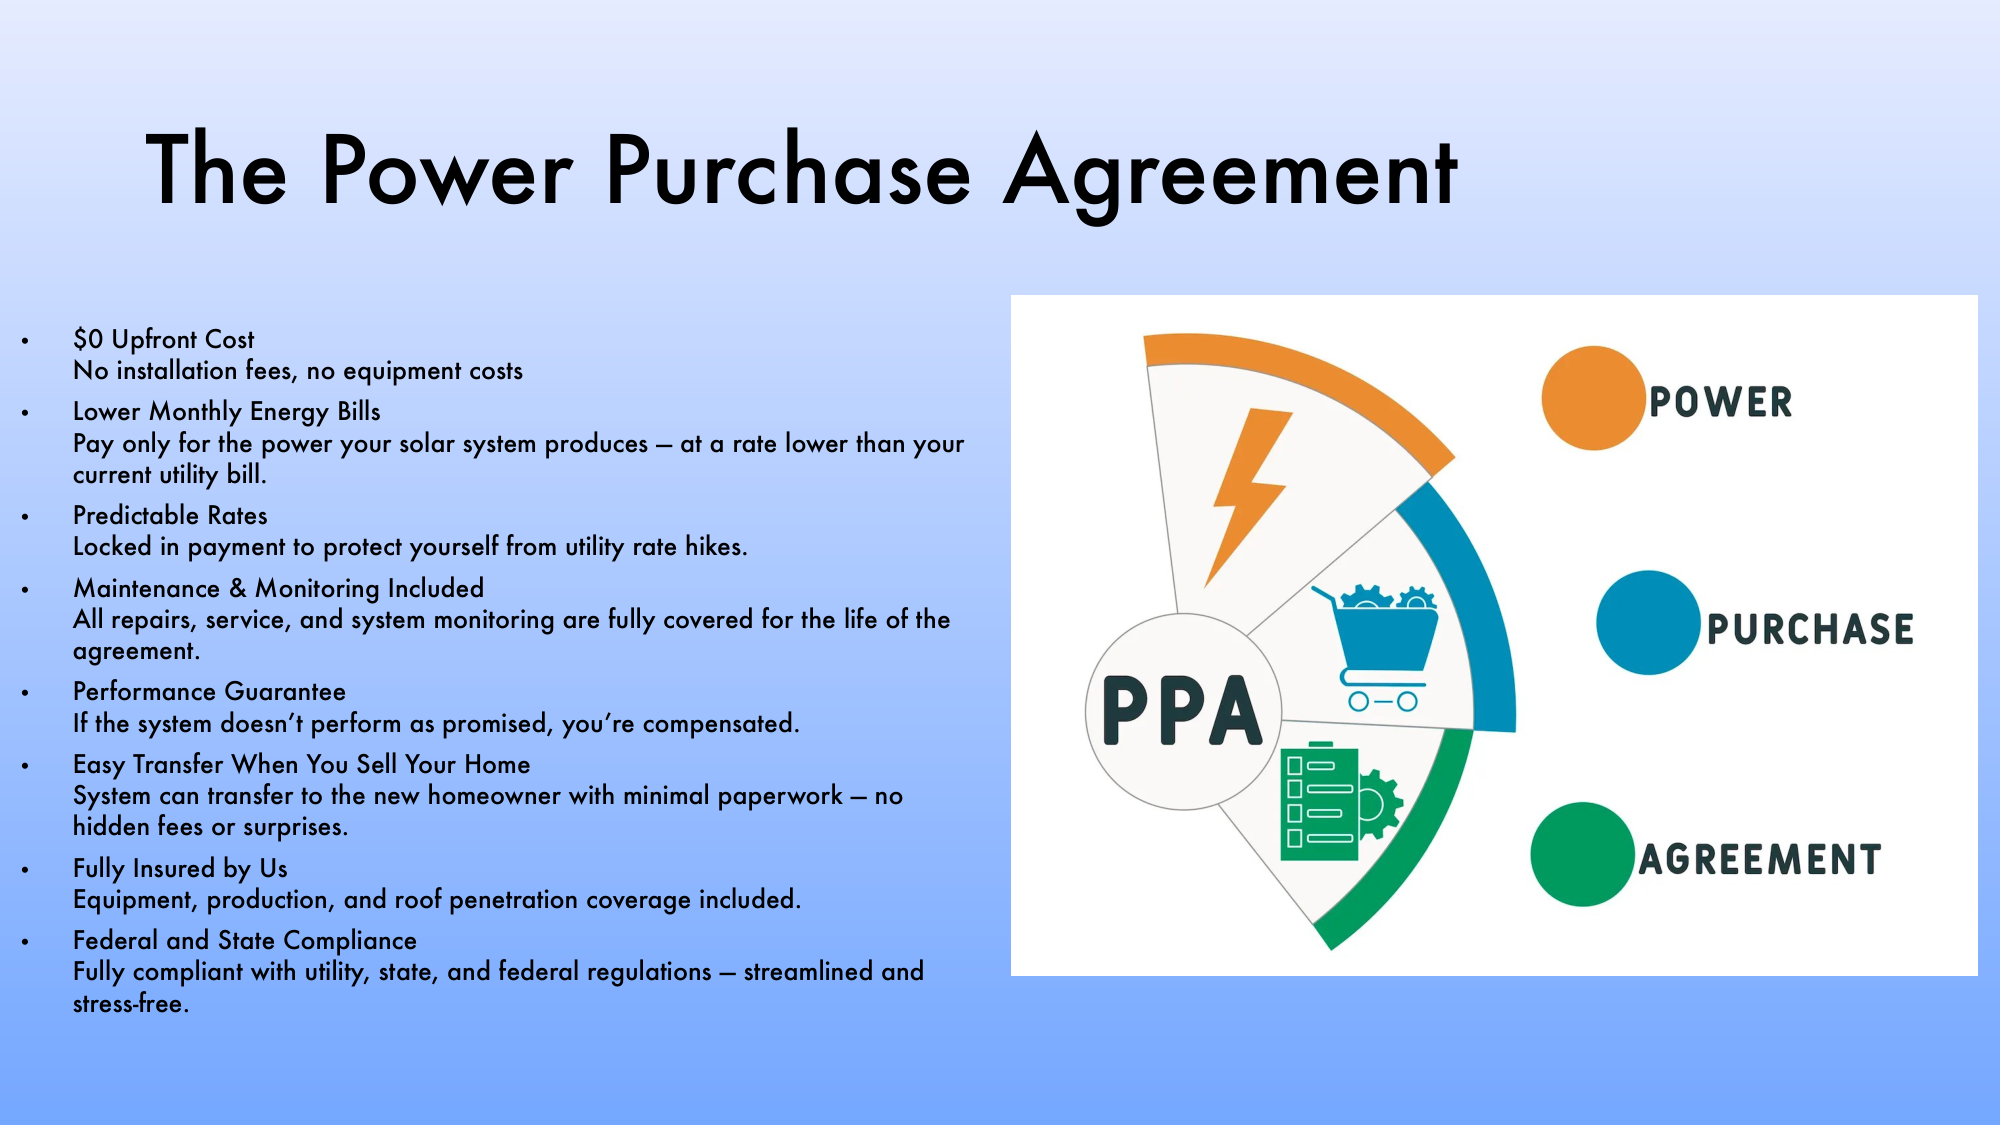 The Power Purchase Agreement
• $0 Upfront Cost
No installation fees, no equipment costs
• Lower Monthly Energy Bills
Pay only for the power your solar system produces — at a rate lower than your
current utility bill.
• Predictable Rates
Locked in payment to protect yourself from utility rate hikes.
• Maintenance & Monitoring Included
All repairs, service, and system monitoring are fully covered for the life of the
agreement.
• Performance Guarantee
If the system doesn’t perform as promised, you’re compensated.
• Easy Transfer When You Sell Your Home
System can transfer to the new homeowner with minimal paperwork — no
hidden fees or surprises.
• Fully Insured by Us
Equipment, production, and roof penetration coverage included.
• Federal and State Compliance
Fully compliant with utility, state, and federal regulations — streamlined and
stress-free.
PPA
POWER
PURCHASE
AGREEMENT